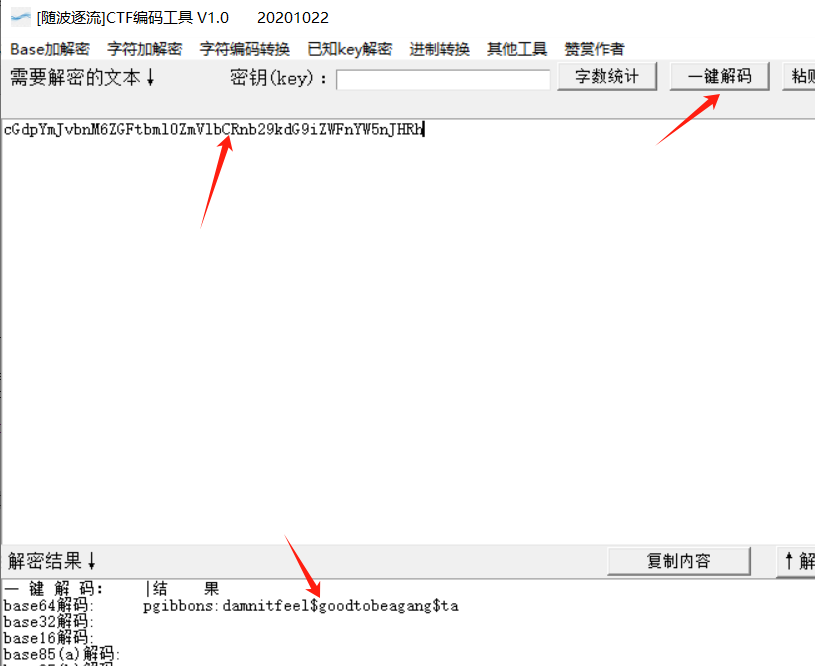 [随波逐流]CTF编码工具 V1.0 20201022
Base加解密 字符加解密 字符编码转换 已知key解密 进制转换 其他工具 赞赏作者
需要解密的文本↓ 密钥(key)： 字数统计 一键解码 粘贴
cGdpYmJvbnM6ZGFtbml0ZmVlbCRnb29kdG9iZWFnYW5nJHRh
解密结果↓ 复制内容 ↑解
一 键 解 码: |结 果
base64解码: pgibbons:damnitfeel$goodtobeagang$ta
base32解码:
base16解码:
base85(a)解码: